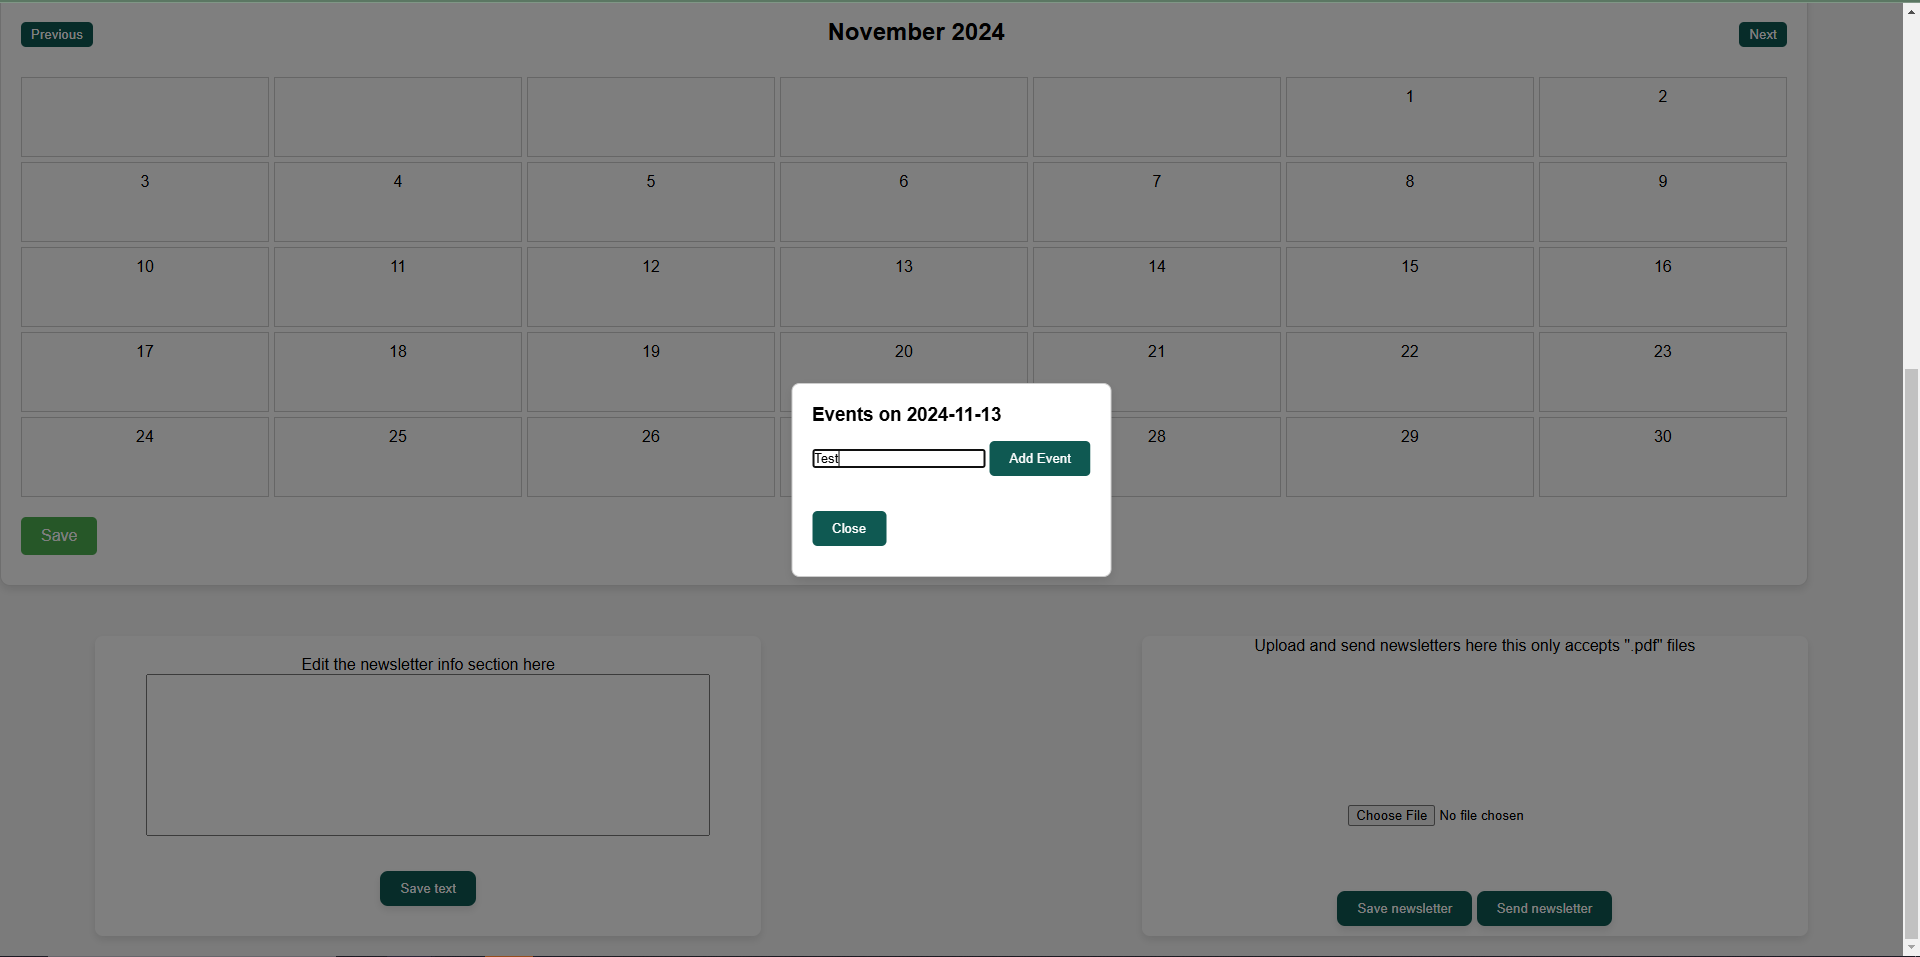 Previous
November 2024
Next
1 2
3 4 5 6 7 8 9
10 11 12 13 14 15 16
17 18 19 20 21 22 23
24 25 26 28 29 30
Events on 2024-11-13
Test Add Event
Close
Save
Edit the newsletter info section here
Save text
Upload and send newsletters here this only accepts ".pdf" files
Choose File No file chosen
Save newsletter Send newsletter